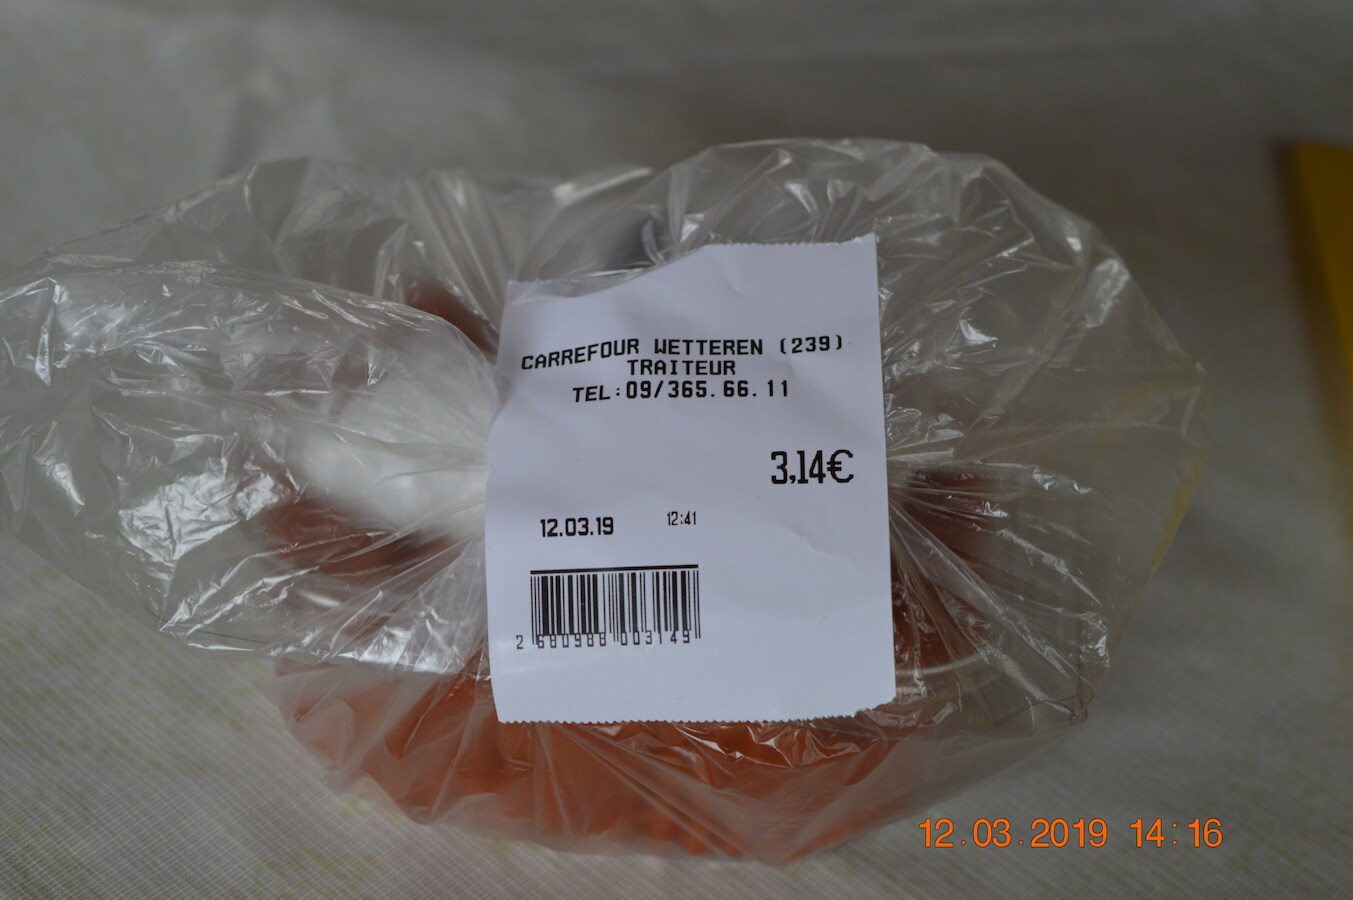 CARREFOUR WETTEREN (239)
TRAITEUR
TEL:09/365.66.11
3,14€
12.03.19 12:41
2 680988 003149
12.03.2019 14:16